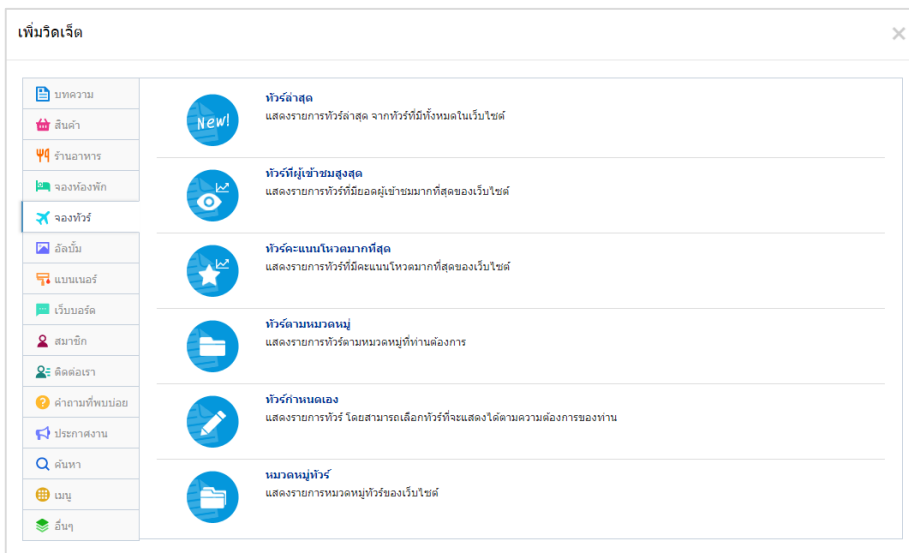 เพิ่มวิดเจ็ต
บทความ
สินค้า
ร้านอาหาร
จองห้องพัก
จองทัวร์
อัลบั้ม
แบนเนอร์
เว็บบอร์ด
สมาชิก
ติดต่อเรา
คำถามที่พบบ่อย
ประกาศงาน
ค้นหา
เมนู
อื่นๆ
New!
ทัวร์ล่าสุด
แสดงรายการทัวร์ล่าสุด จากทัวร์ที่มีทั้งหมดในเว็บไซต์
ทัวร์ที่ผู้เข้าชมสูงสุด
แสดงรายการทัวร์ที่มียอดผู้เข้าชมมากที่สุดของเว็บไซต์
ทัวร์คะแนนโหวตมากที่สุด
แสดงรายการทัวร์ที่มีคะแนนโหวตมากที่สุดของเว็บไซต์
ทัวร์ตามหมวดหมู่
แสดงรายการทัวร์ตามหมวดหมู่ที่ท่านต้องการ
ทัวร์กำหนดเอง
แสดงรายการทัวร์ โดยสามารถเลือกทัวร์ที่จะแสดงได้ตามความต้องการของท่าน
หมวดหมู่ทัวร์
แสดงรายการหมวดหมู่ทัวร์ของเว็บไซต์